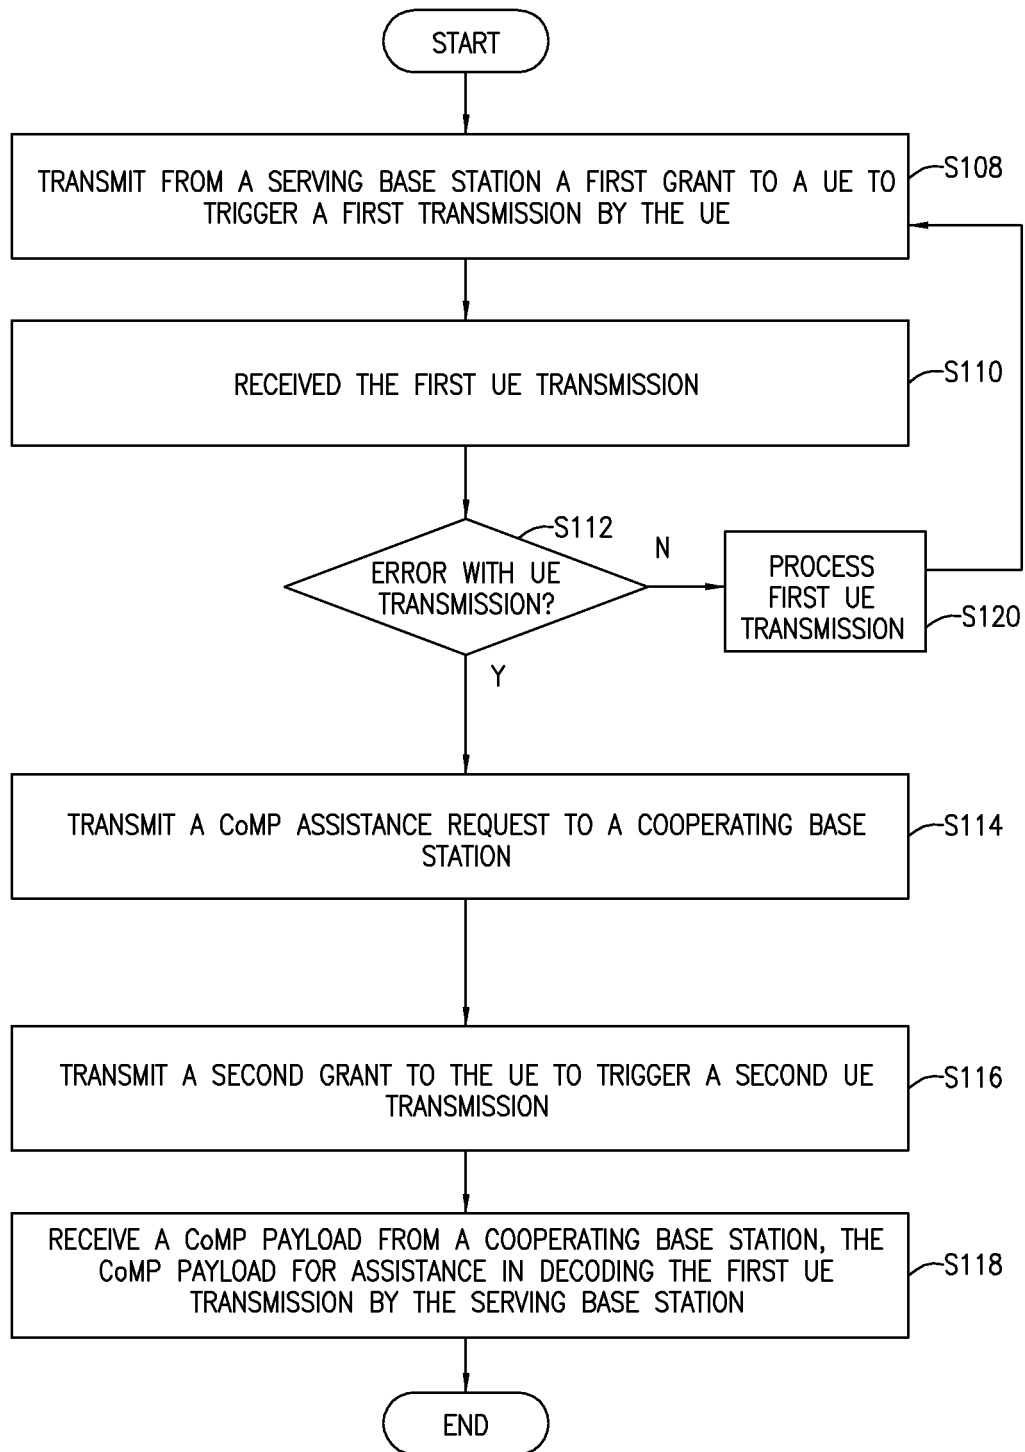 START
TRANSMIT FROM A SERVING BASE STATION A FIRST GRANT TO A UE TO
TRIGGER A FIRST TRANSMISSION BY THE UE
S108
RECEIVED THE FIRST UE TRANSMISSION
S110
S112
ERROR WITH UE
TRANSMISSION?
N
PROCESS
FIRST UE
TRANSMISSION
S120
Y
TRANSMIT A CoMP ASSISTANCE REQUEST TO A COOPERATING BASE
STATION
S114
TRANSMIT A SECOND GRANT TO THE UE TO TRIGGER A SECOND UE
TRANSMISSION
S116
RECEIVE A CoMP PAYLOAD FROM A COOPERATING BASE STATION, THE
CoMP PAYLOAD FOR ASSISTANCE IN DECODING THE FIRST UE
TRANSMISSION BY THE SERVING BASE STATION
S118
END